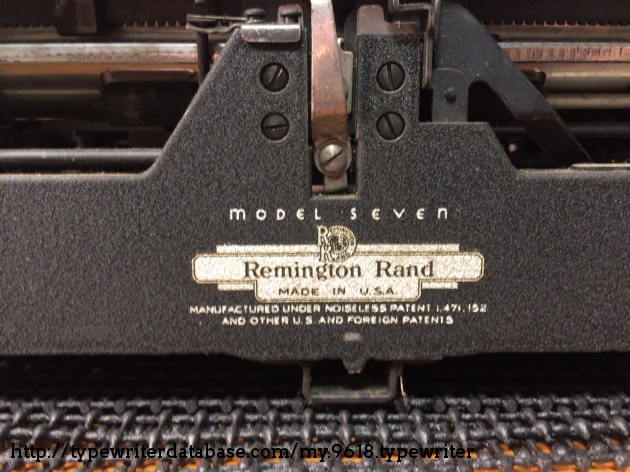 MODEL SEVEN
RR
Remington Rand
MADE IN U.S.A.
MANUFACTURED UNDER NOISELESS PATENT 1,471,152
AND OTHER U.S. AND FOREIGN PATENTS
http://typewriterdatabase.com/my.9618.typewriter